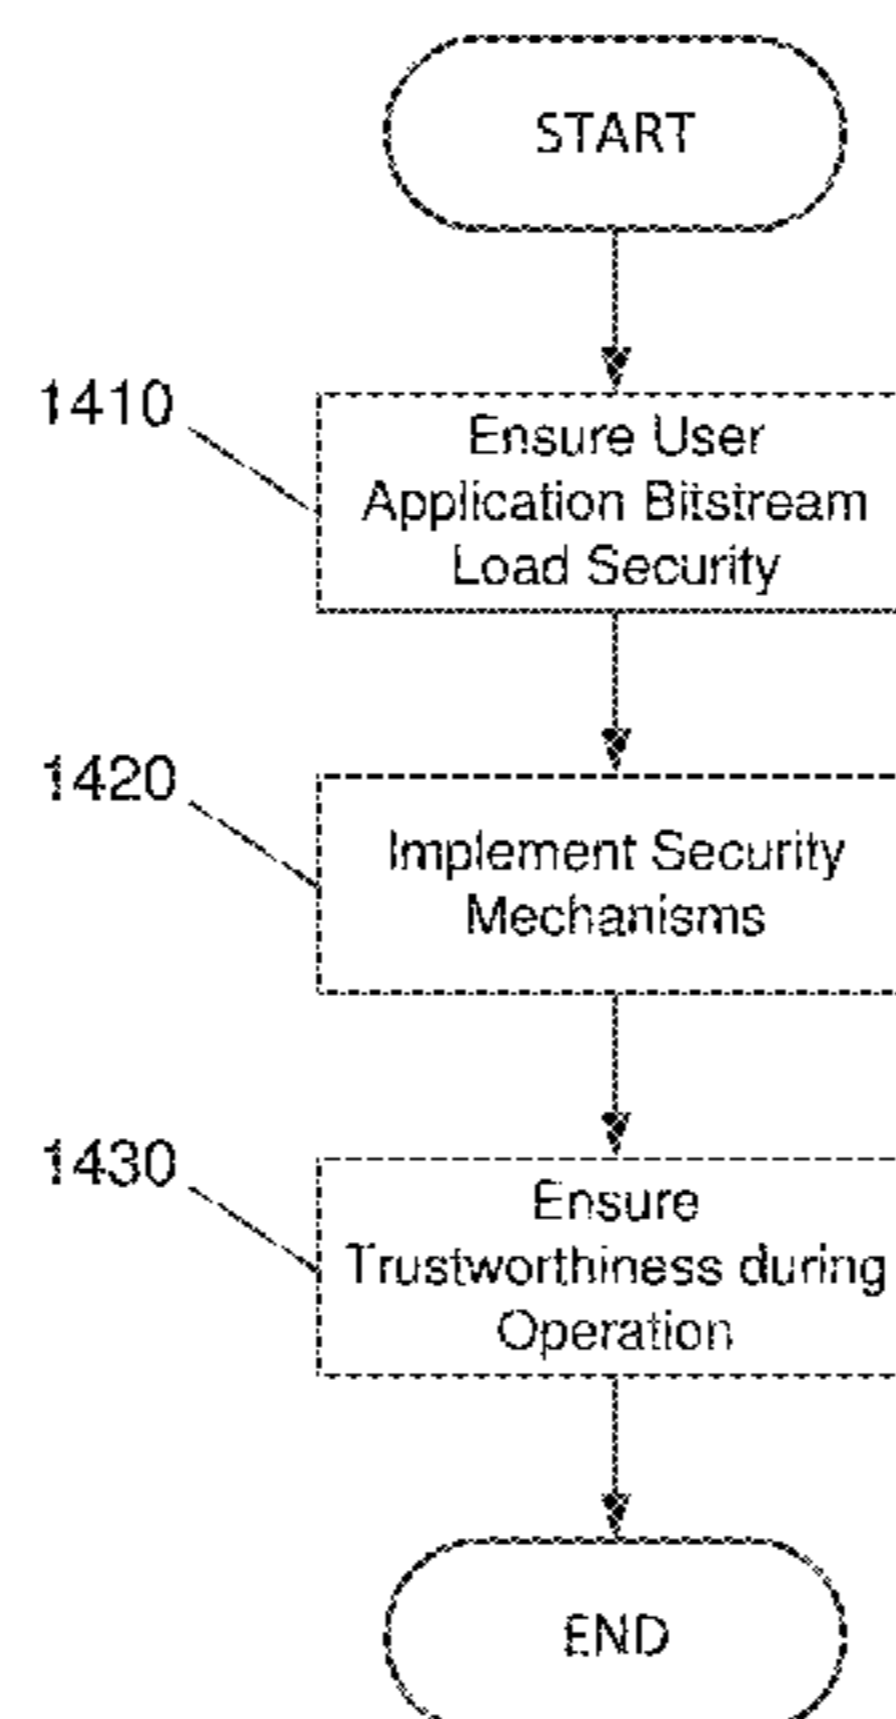 START
1410
Ensure User
Application Bitstream
Load Security
1420
Implement Security
Mechanisms
1430
Ensure
Trustworthiness during
Operation
END